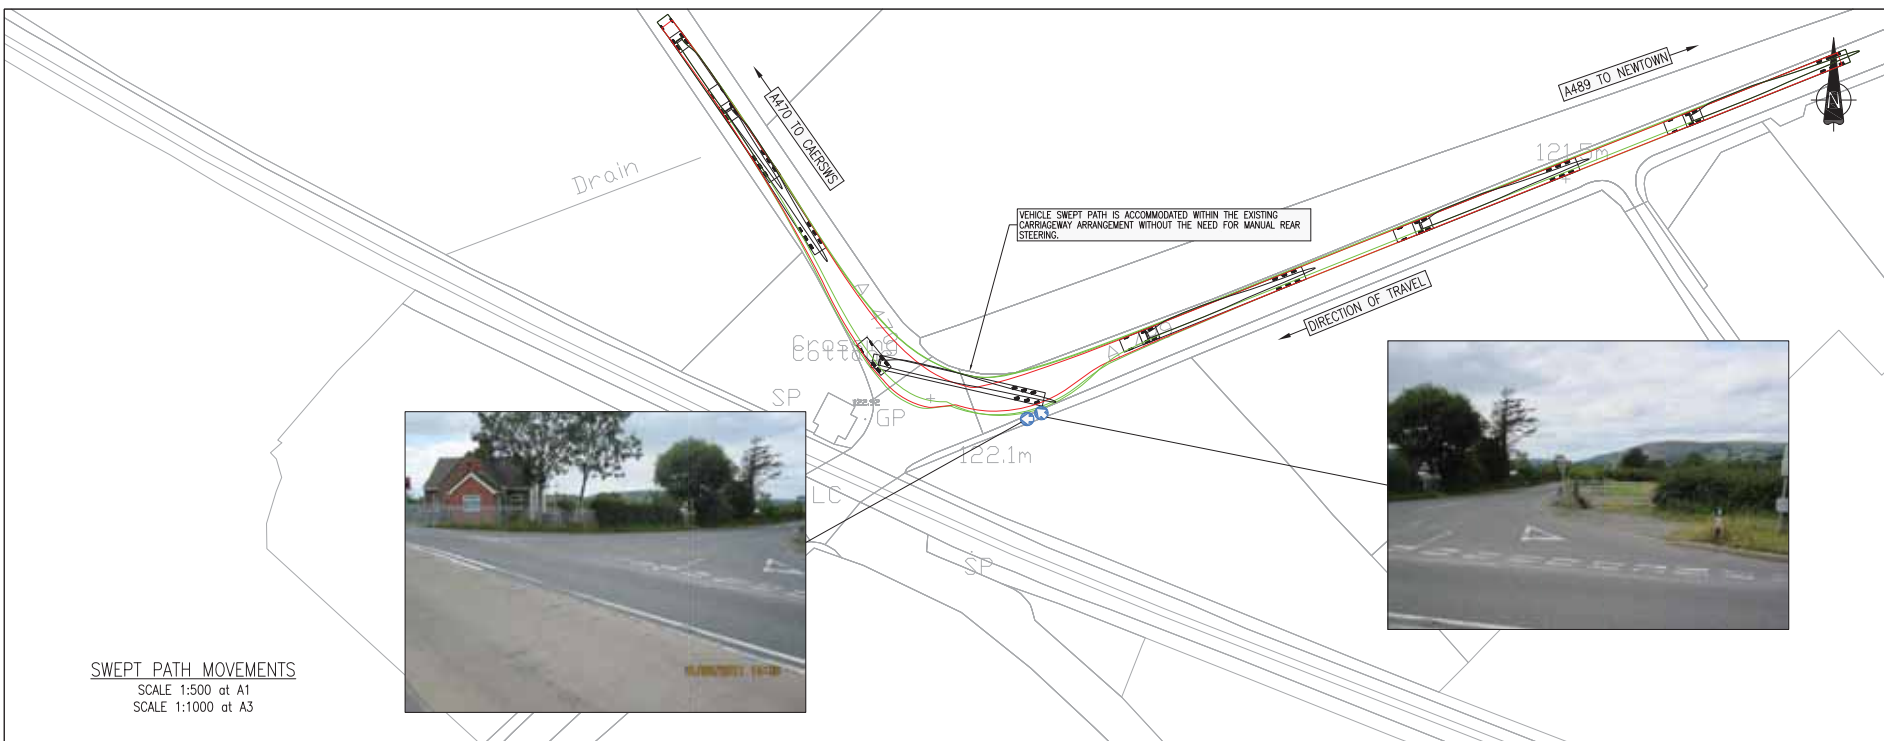 A470 TO CAERSWS
A489 TO NEWTOWN
N
Drain
121.5m
VEHICLE SWEPT PATH IS ACCOMMODATED WITHIN THE EXISTING
CARRIAGEWAY ARRANGEMENT WITHOUT THE NEED FOR MANUAL REAR
STEERING.
DIRECTION OF TRAVEL
Crossing
Cottage
SP
GP
122.1m
LC
SP
SWEPT PATH MOVEMENTS
SCALE 1:500 at A1
SCALE 1:1000 at A3